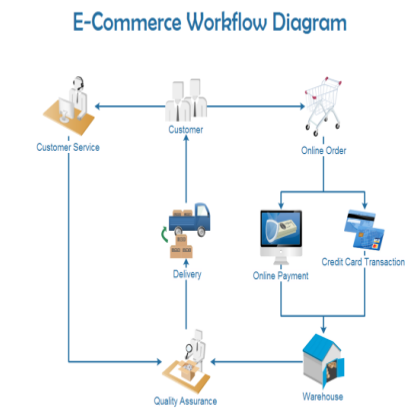 E-Commerce Workflow Diagram
Customer Service
Customer
Online Order
Delivery
Online Payment
Credit Card Transaction
Quality Assurance
Warehouse